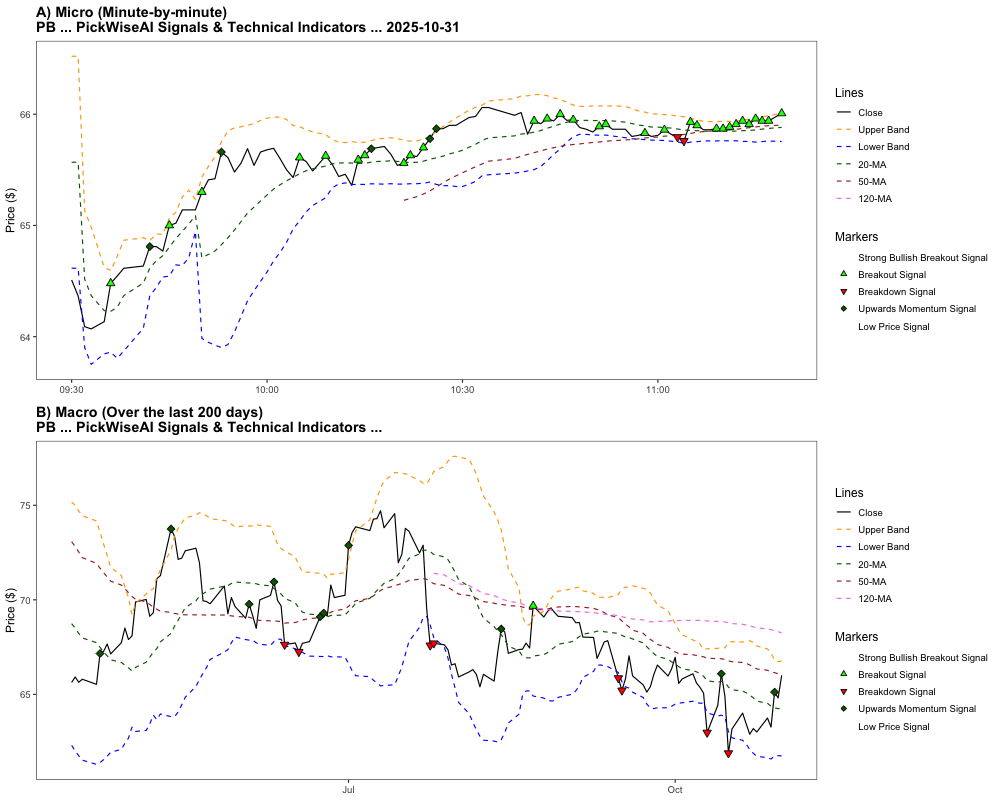 A) Micro (Minute-by-minute)
PB ... PickWiseAI Signals & Technical Indicators ... 2025-10-31
Price ($)
66
65
64
09:30
10:00
10:30
11:00
Lines
Close
Upper Band
Lower Band
20-MA
50-MA
120-MA
Markers
Strong Bullish Breakout Signal
Breakout Signal
Breakdown Signal
Upwards Momentum Signal
Low Price Signal
B) Macro (Over the last 200 days)
PB ... PickWiseAI Signals & Technical Indicators ...
Price ($)
75
70
65
Jul
Oct
Lines
Close
Upper Band
Lower Band
20-MA
50-MA
120-MA
Markers
Strong Bullish Breakout Signal
Breakout Signal
Breakdown Signal
Upwards Momentum Signal
Low Price Signal